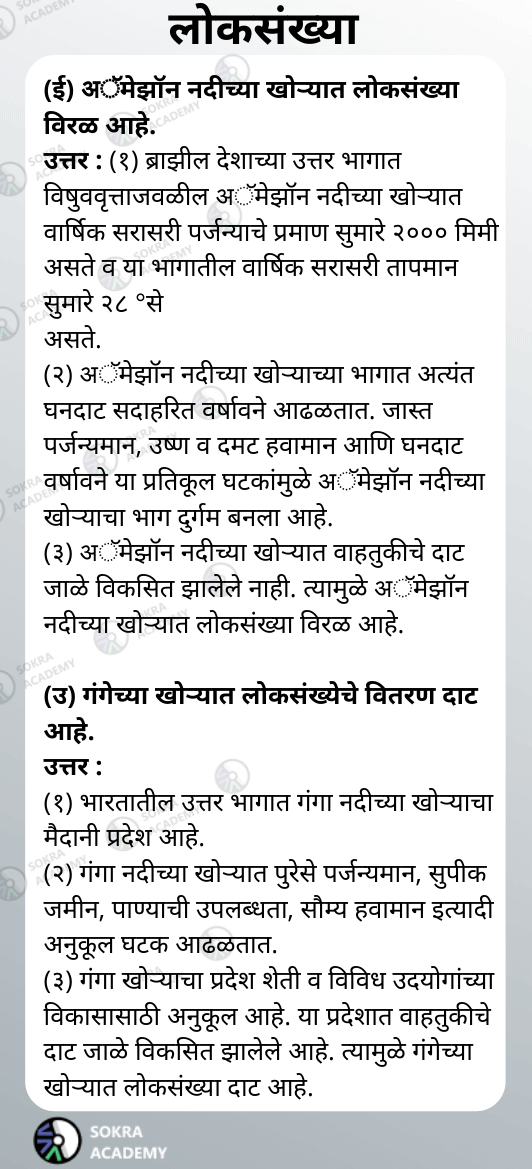 लोकसंख्या
(ई) अॅमेझॉन नदीच्या खोऱ्यात लोकसंख्या
विरळ आहे.
उत्तर : (१) ब्राझील देशाच्या उत्तर भागात
विषुववृत्ताजवळील अॅमेझॉन नदीच्या खोऱ्यात
वार्षिक सरासरी पर्जन्याचे प्रमाण सुमारे २००० मिमी
असते व या भागातील वार्षिक सरासरी तापमान
सुमारे २८ °से
असते.
(२) अॅमेझॉन नदीच्या खोऱ्याच्या भागात अत्यंत
घनदाट सदाहरित वर्षावने आढळतात. जास्त
पर्जन्यमान, उष्ण व दमट हवामान आणि घनदाट
वर्षावने या प्रतिकूल घटकांमुळे अॅमेझॉन नदीच्या
खोऱ्याचा भाग दुर्गम बनला आहे.
(३) अॅमेझॉन नदीच्या खोऱ्यात वाहतुकीचे दाट
जाळे विकसित झालेले नाही. त्यामुळे अॅमेझॉन
नदीच्या खोऱ्यात लोकसंख्या विरळ आहे.
(उ) गंगेच्या खोऱ्यात लोकसंख्येचे वितरण दाट
आहे.
उत्तर :
(१) भारतातील उत्तर भागात गंगा नदीच्या खोऱ्याचा
मैदानी प्रदेश आहे.
(२) गंगा नदीच्या खोऱ्यात पुरेसे पर्जन्यमान, सुपीक
जमीन, पाण्याची उपलब्धता, सौम्य हवामान इत्यादी
अनुकूल घटक आढळतात.
(३) गंगा खोऱ्याचा प्रदेश शेती व विविध उदयोगांच्या
विकासासाठी अनुकूल आहे. या प्रदेशात वाहतुकीचे
दाट जाळे विकसित झालेले आहे. त्यामुळे गंगेच्या
खोऱ्यात लोकसंख्या दाट आहे.
SOKRA
ACADEMY